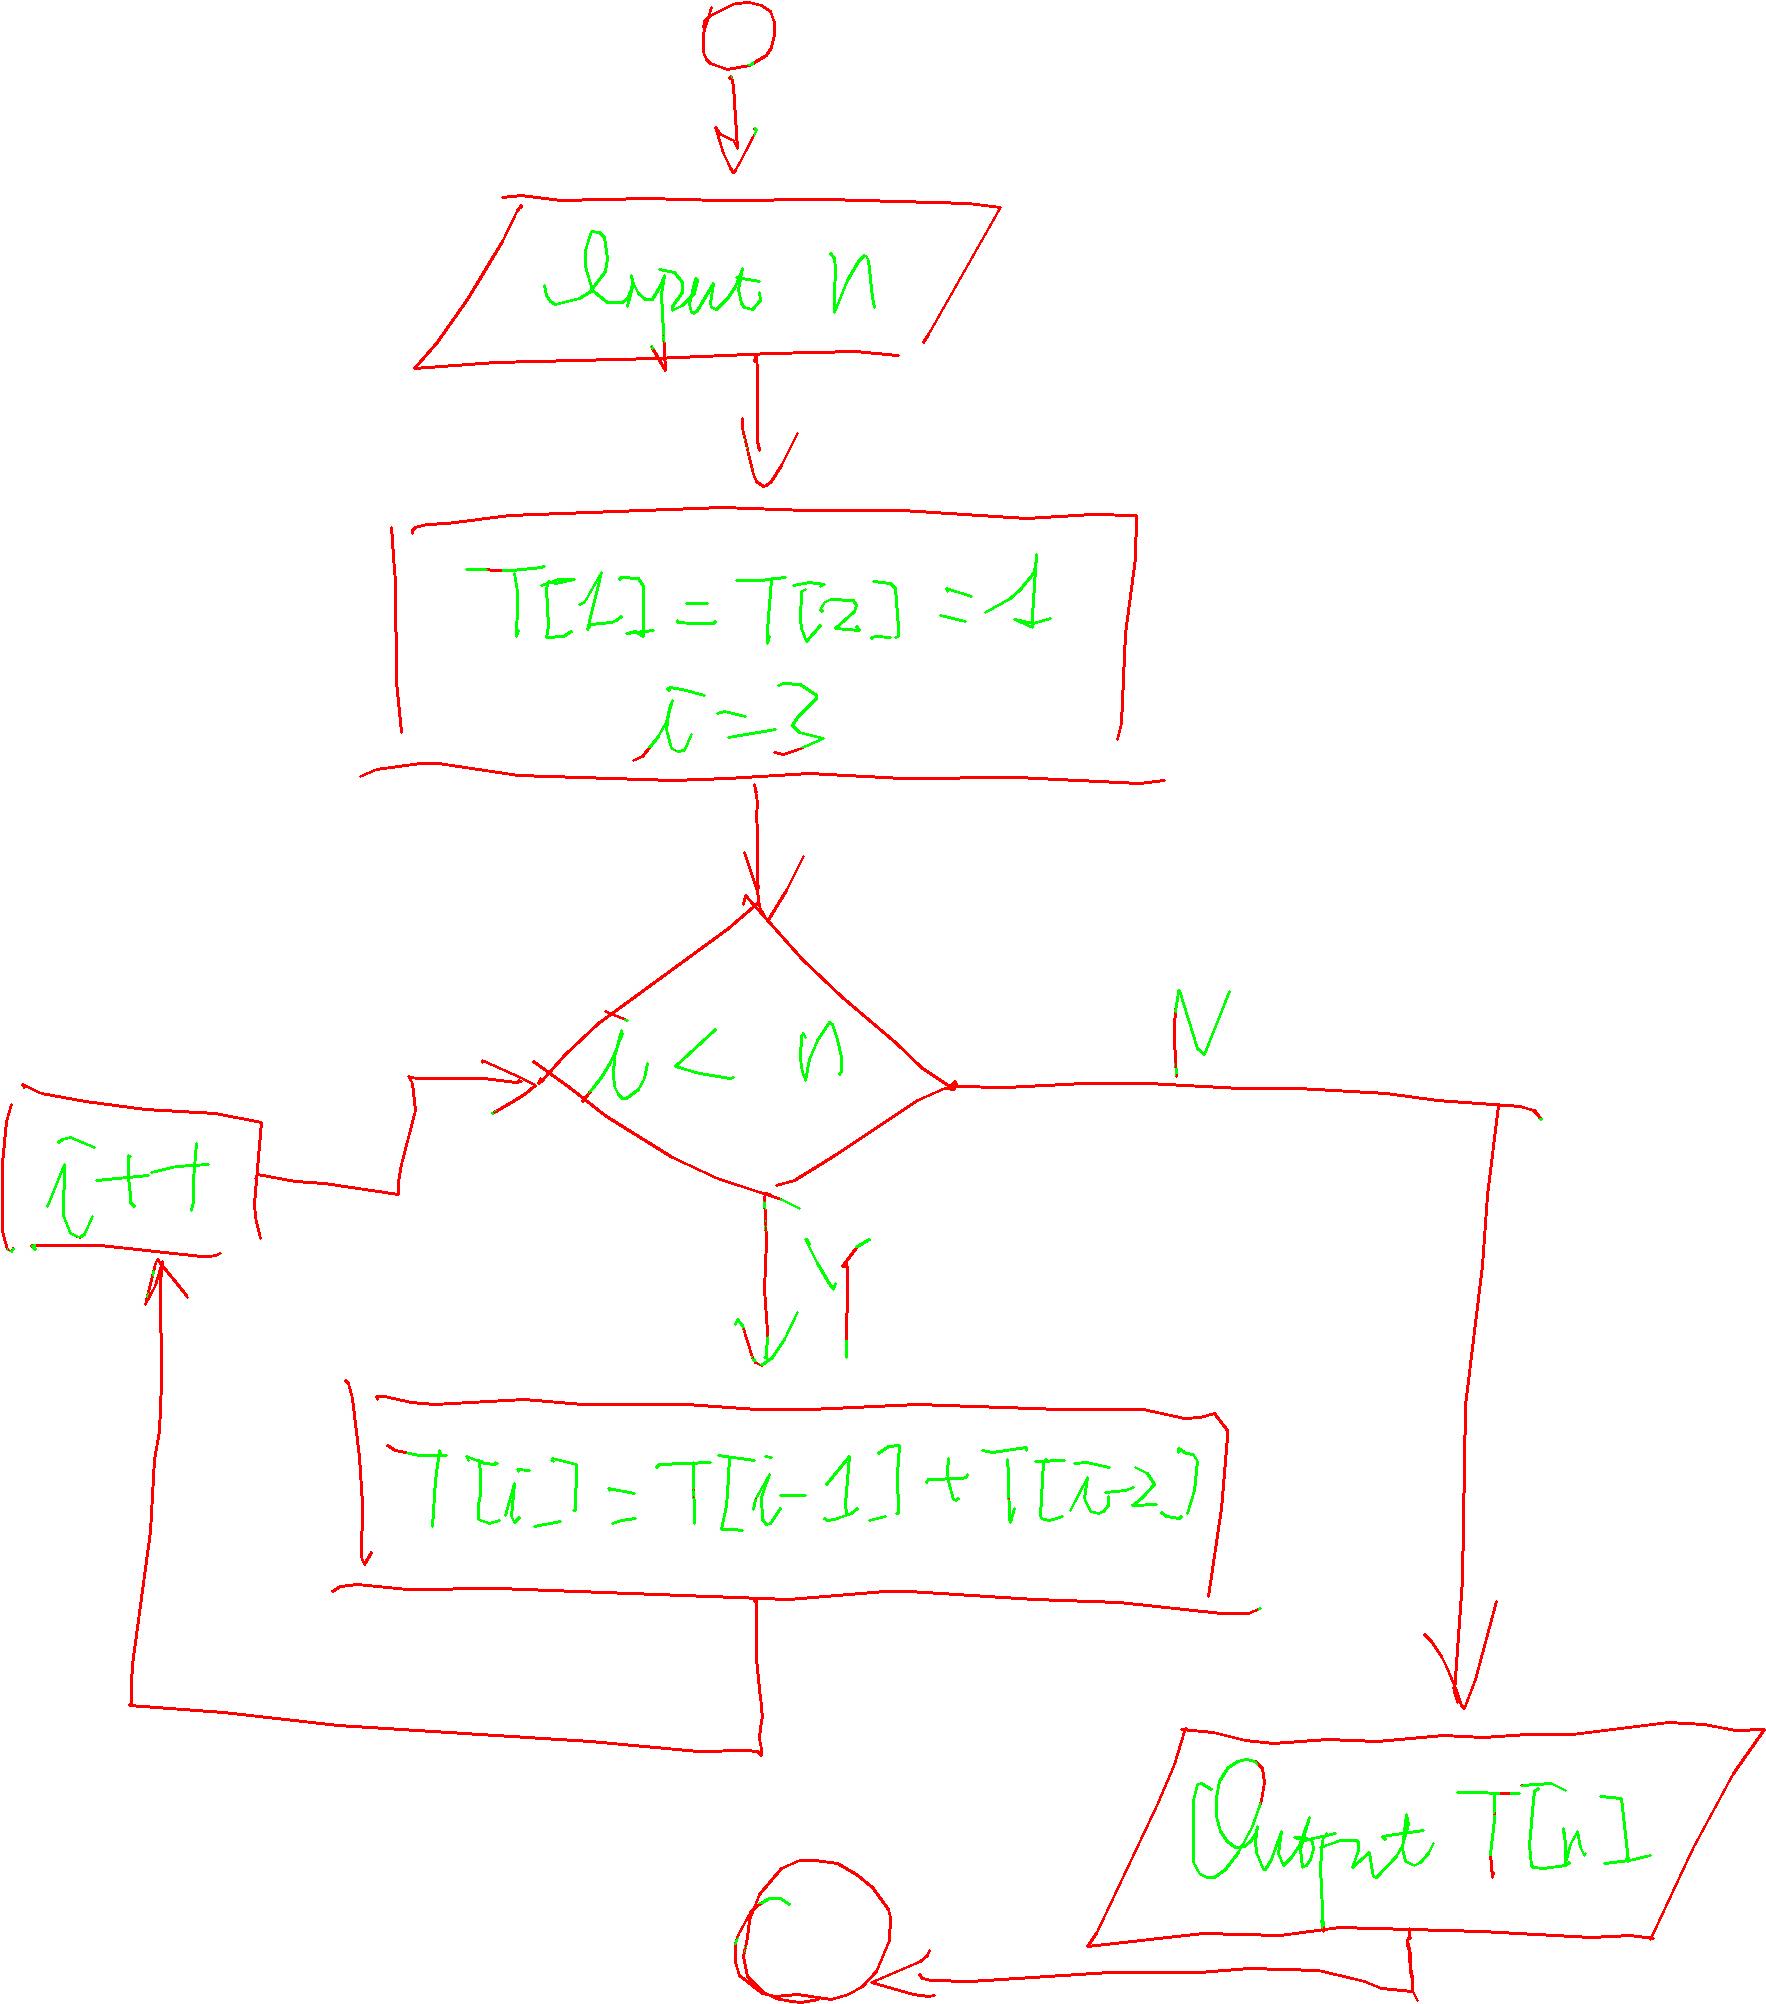 Input n
T[1] = T[2] = 1
i = 3
i < n
N
i++
Y
T[i] = T[i-1] + T[i-2]
Output T[n]